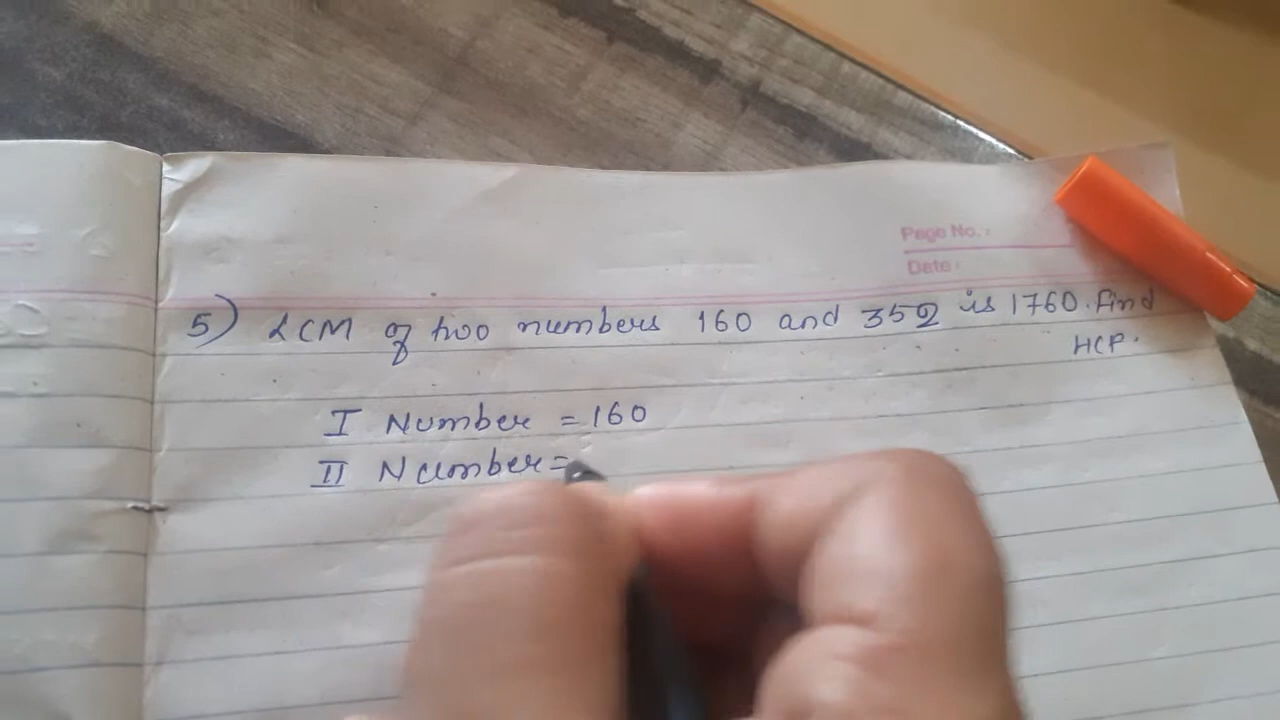 Page No.:
Date:
5) LCM of two numbers 160 and 352 is 1760. Find
HCF.
I Number = 160
II Number =